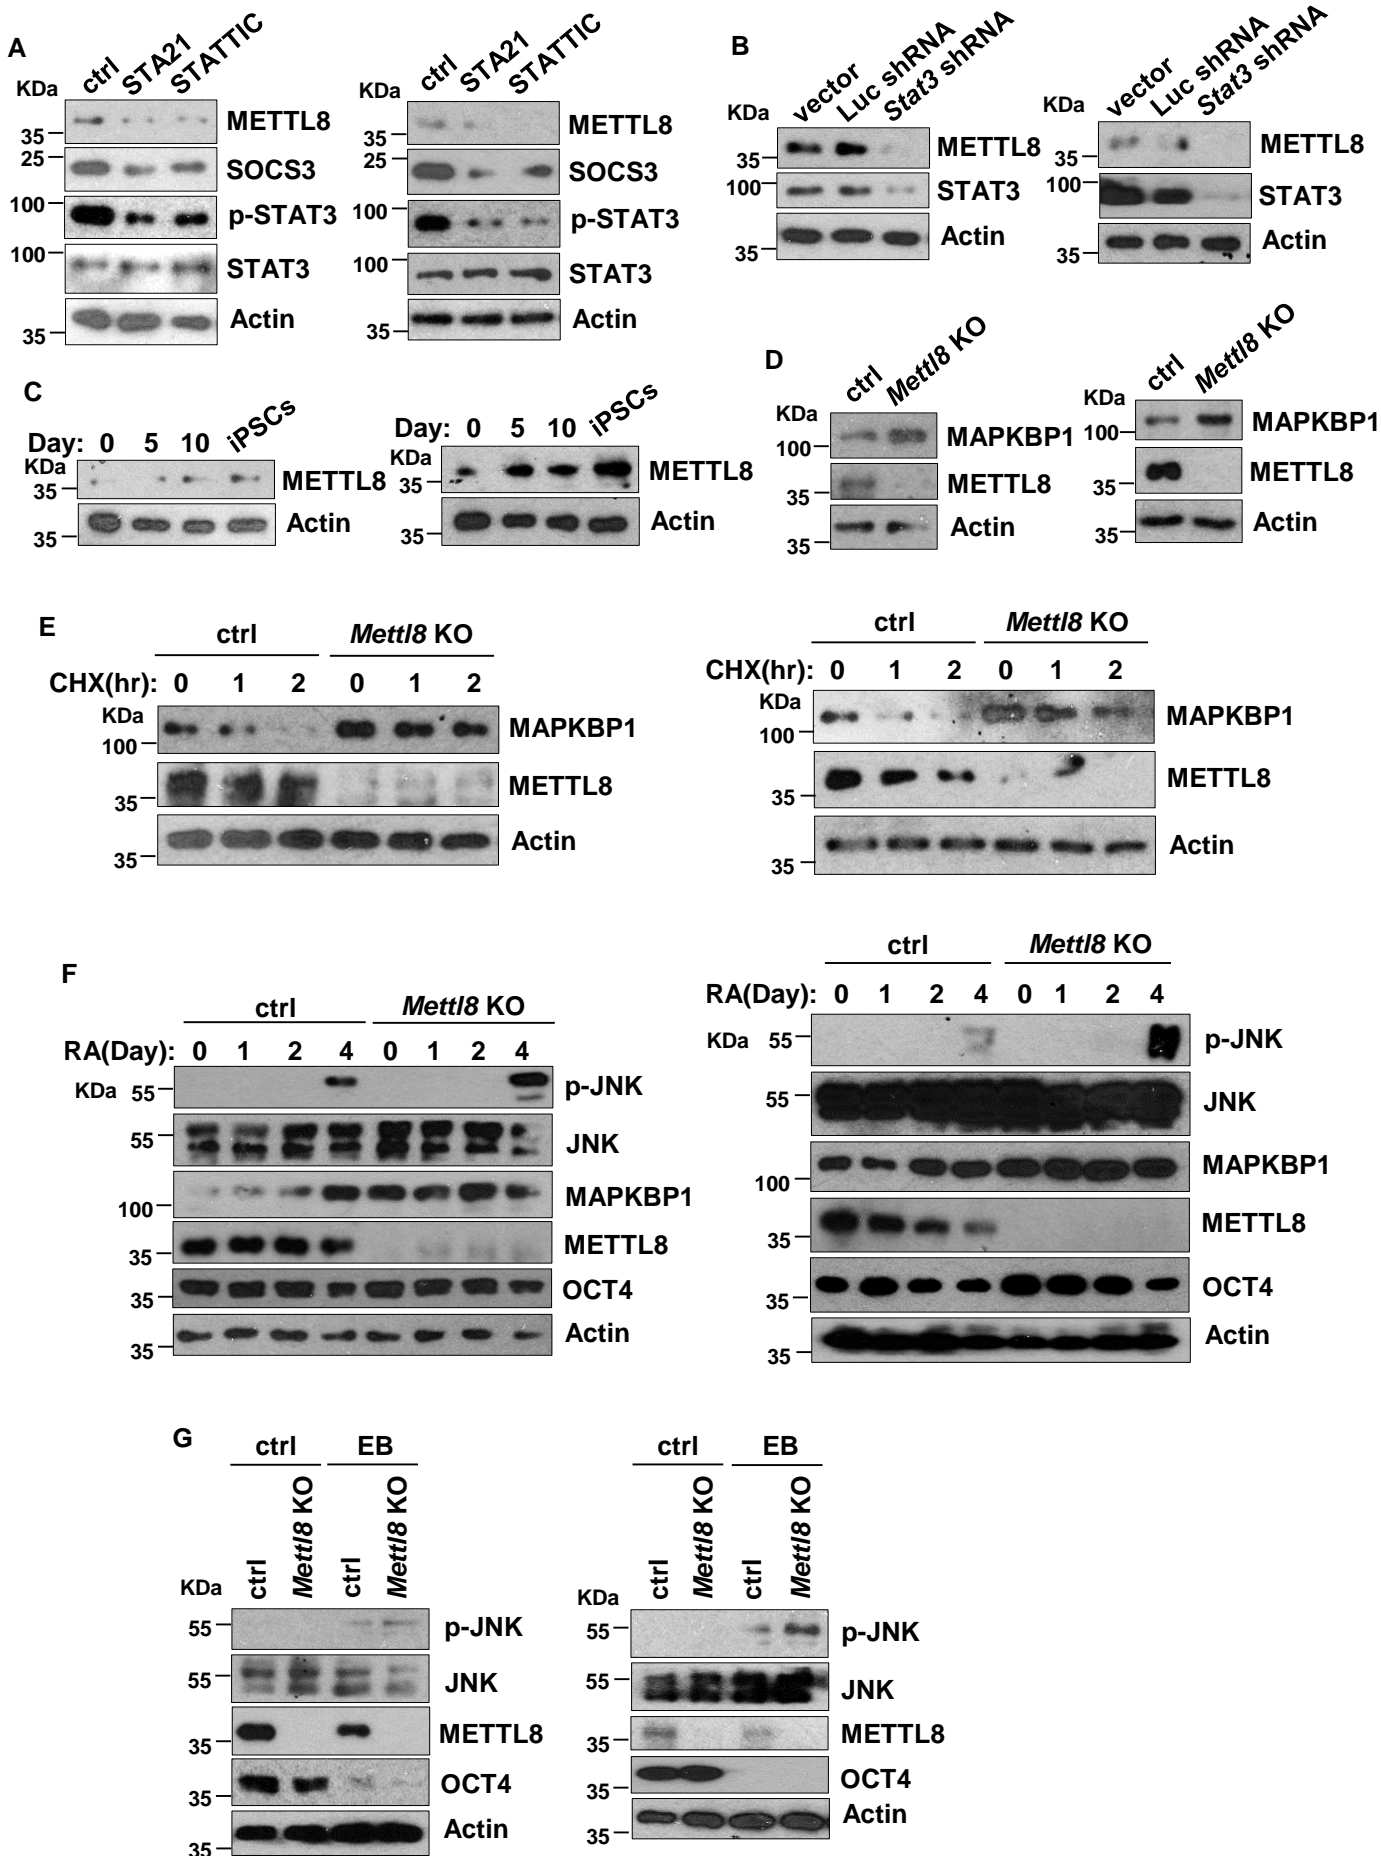 A
ctrl STA21 STATTIC
KDa
35 METTL8
25 SOCS3
100 p-STAT3
100 STAT3
35 Actin
ctrl STA21 STATTIC
KDa
35 METTL8
25 SOCS3
100 p-STAT3
100 STAT3
35 Actin
B
vector Luc shRNA Stat3 shRNA
KDa
35 METTL8
100 STAT3
35 Actin
vector Luc shRNA Stat3 shRNA
KDa
35 METTL8
100 STAT3
35 Actin
C
Day: 0 5 10 iPSCs
KDa
35 METTL8
35 Actin
Day: 0 5 10 iPSCs
KDa
35 METTL8
35 Actin
D
ctrl Mettl8 KO
KDa
100 MAPKBP1
35 METTL8
35 Actin
ctrl Mettl8 KO
KDa
100 MAPKBP1
35 METTL8
35 Actin
E
ctrl Mettl8 KO
CHX(hr): 0 1 2 0 1 2
KDa
100 MAPKBP1
35 METTL8
35 Actin
ctrl Mettl8 KO
CHX(hr): 0 1 2 0 1 2
KDa
100 MAPKBP1
35 METTL8
35 Actin
F
ctrl Mettl8 KO
RA(Day): 0 1 2 4 0 1 2 4
KDa 55 p-JNK
55 JNK
100 MAPKBP1
35 METTL8
35 OCT4
35 Actin
ctrl Mettl8 KO
RA(Day): 0 1 2 4 0 1 2 4
KDa 55 p-JNK
55 JNK
100 MAPKBP1
35 METTL8
35 OCT4
35 Actin
G
ctrl EB
ctrl Mettl8 KO ctrl Mettl8 KO
KDa
55 p-JNK
55 JNK
35 METTL8
35 OCT4
35 Actin
ctrl EB
ctrl Mettl8 KO ctrl Mettl8 KO
KDa
55 p-JNK
55 JNK
35 METTL8
35 OCT4
35 Actin